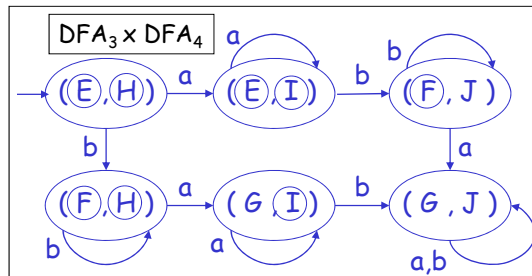 DFA3 x DFA4
a
a
b
b
(E,H) a (E,I) b (F,J)
b
a
(F,H) a (G,I) b (G,J)
b
a
a,b